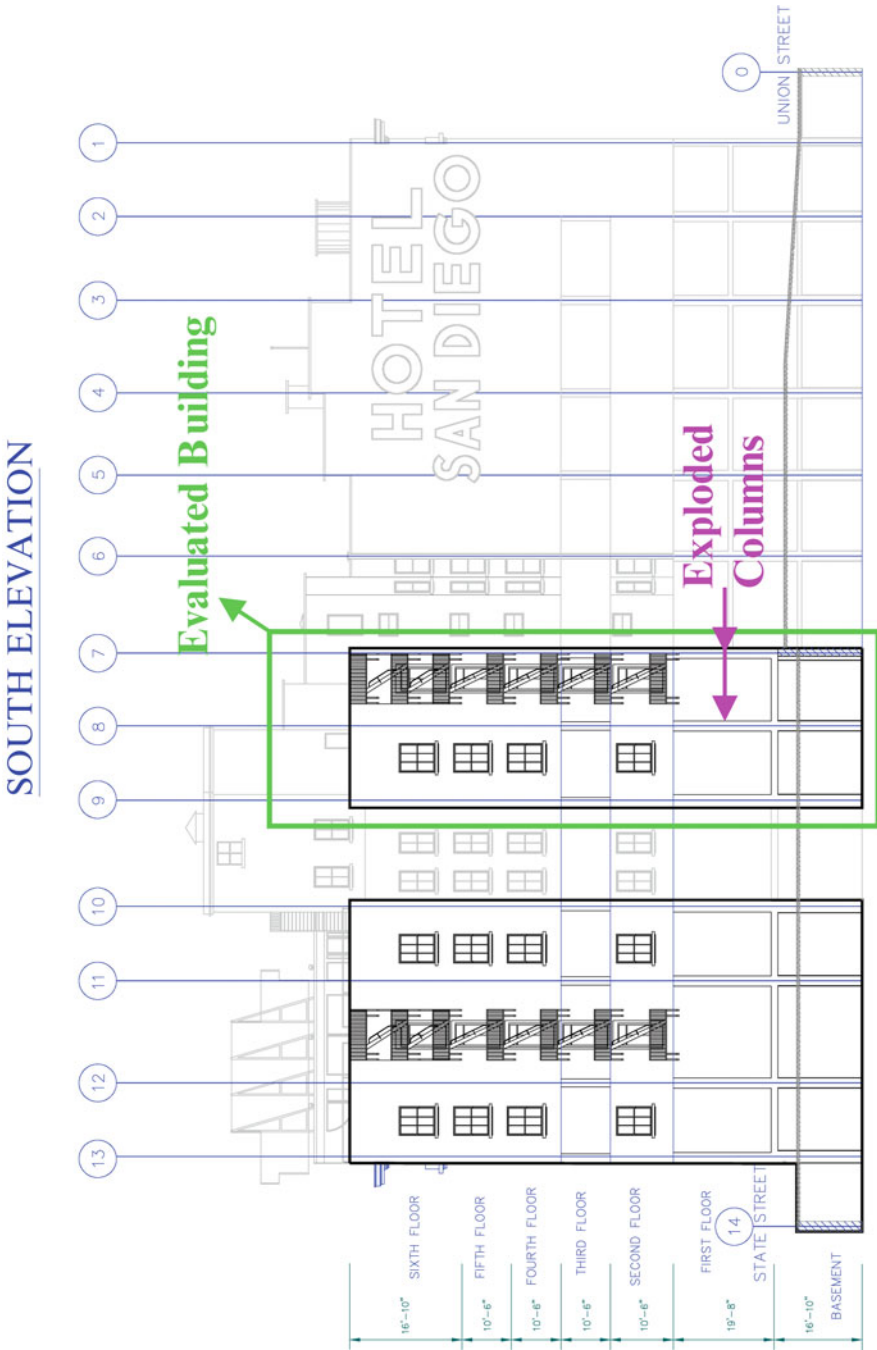 SOUTH ELEVATION
0
1
2
3
4
5
6
7
8
9
10
11
12
13
14
UNION STREET
HOTEL
SAN DIEGO
Evaluated Building
Exploded
Columns
STATE STREET
SIXTH FLOOR
FIFTH FLOOR
FOURTH FLOOR
THIRD FLOOR
SECOND FLOOR
FIRST FLOOR
BASEMENT
16'-10"
10'-6"
10'-6"
10'-6"
10'-6"
19'-8"
16'-10"